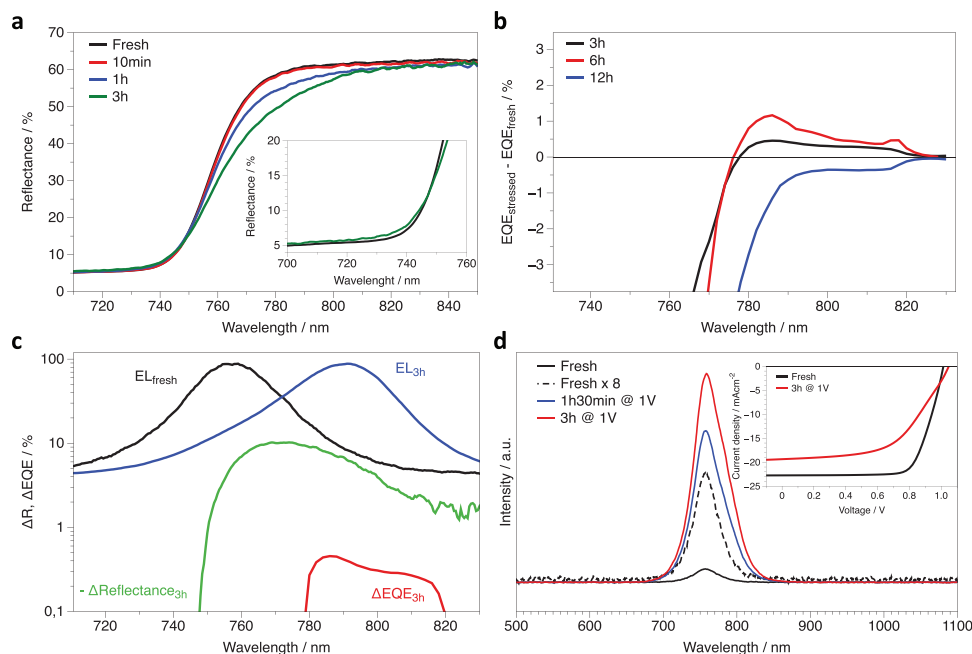 a
70
60
50
40
30
20
10
0
Reflectance / %
Fresh
10min
1h
3h
20
15
10
5
Reflectance / %
700
720
740
760
Wavelenght / nm
720
740
760
780
800
820
840
Wavelength / nm
b
3
2
1
0
−1
−2
−3
EQEstressed - EQEfresh / %
3h
6h
12h
740
760
780
800
820
Wavelength / nm
c
100
10
1
0,1
ΔR, ΔEQE / %
ELfresh
EL3h
- ΔReflectance3h
ΔEQE3h
720
740
760
780
800
820
Wavelength / nm
d
Intensity / a.u.
Fresh
Fresh x 8
1h30min @ 1V
3h @ 1V
Current density / mAcm-2
0
−5
−10
−15
−20
−25
Fresh
3h @ 1V
0
0.2
0.4
0.6
0.8
1.0
Voltage / V
500
600
700
800
900
1000
1100
Wavelength / nm